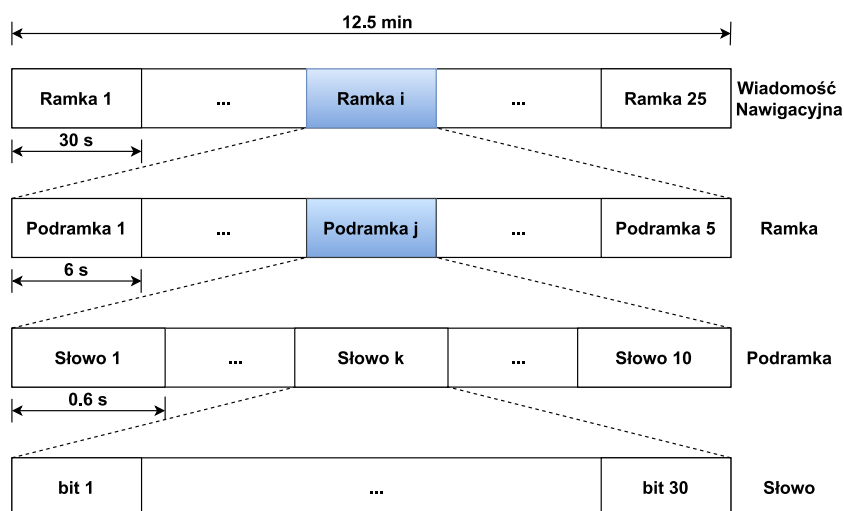 12.5 min
Ramka 1 ... Ramka i ... Ramka 25
Wiadomość
Nawigacyjna
30 s
Podramka 1 ... Podramka j ... Podramka 5 Ramka
6 s
Słowo 1 ... Słowo k ... Słowo 10 Podramka
0.6 s
bit 1 ... bit 30 Słowo